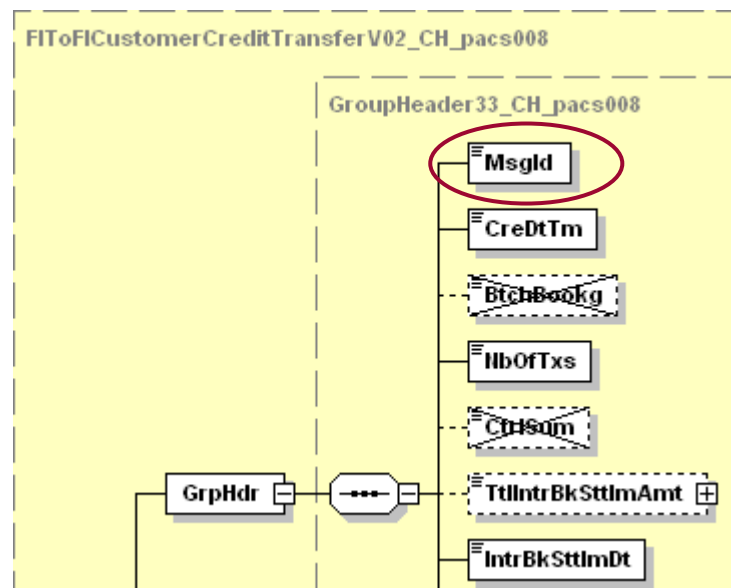 FIToFICustomerCreditTransferV02_CH_pacs008
GroupHeader33_CH_pacs008
MsgId
CreDtTm
BtchBookg
NbOfTxs
CtrlSum
GrpHdr
TtlIntrBkSttlmAmt
IntrBkSttlmDt